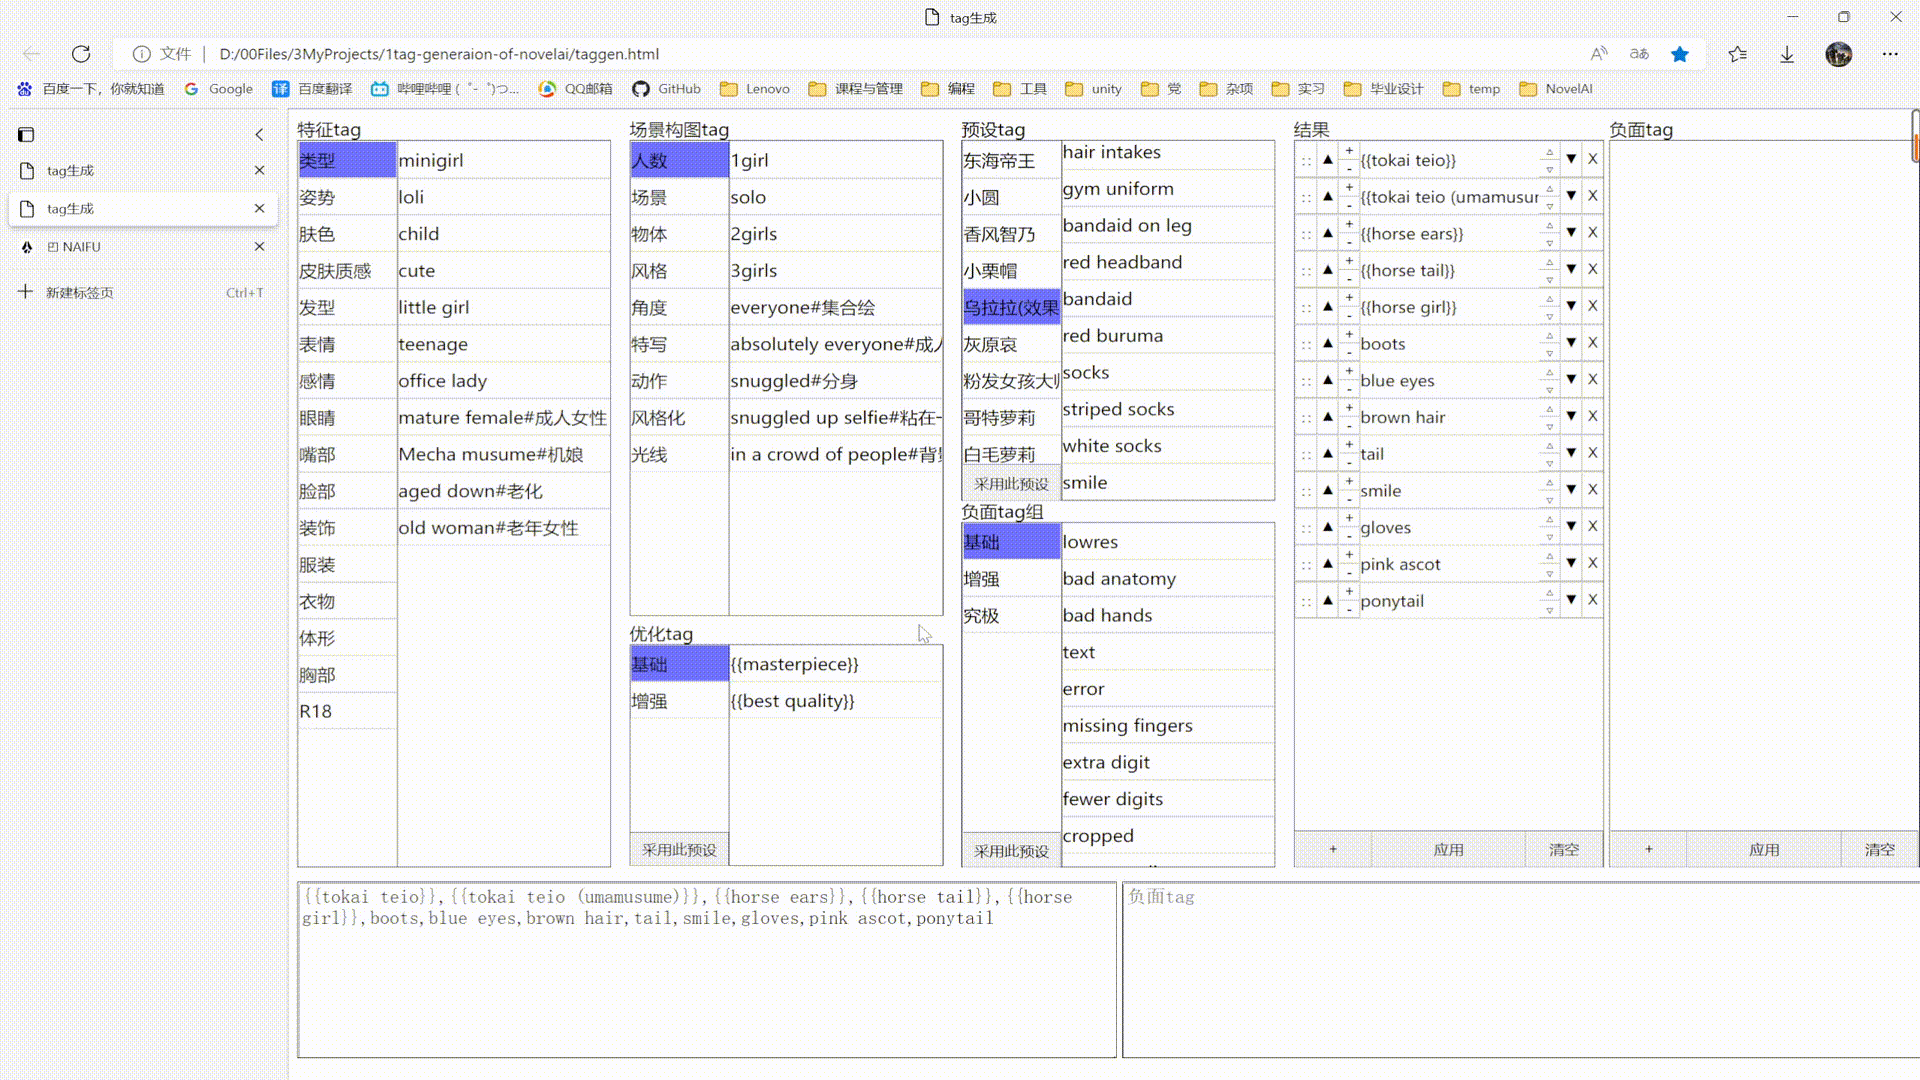 tag生成
文件 D:/00Files/3MyProjects/1tag-generaion-of-novelai/taggen.html
百度一下，你就知道 Google 百度翻译 哔哩哔哩 (゜-゜)つ... QQ邮箱 GitHub Lenovo 课程与管理 编程 工具 unity 党 杂项 实习 毕业设计 temp NovelAI
tag生成
tag生成
NAIFU
新建标签页 Ctrl+T
特征tag
类型
姿势
肤色
皮肤质感
发型
表情
感情
眼睛
嘴部
脸部
装饰
服装
衣物
体形
胸部
R18
minigirl
loli
child
cute
little girl
teenage
office lady
mature female#成人女性
Mecha musume#机娘
aged down#老化
old woman#老年女性
场景构图tag
人数
场景
物体
风格
角度
特写
动作
风格化
光线
1girl
solo
2girls
3girls
everyone#集合绘
absolutely everyone#成人
snuggled#分身
snuggled up selfie#粘在一
in a crowd of people#背景
优化tag
基础
增强
采用此预设
{{masterpiece}}
{{best quality}}
预设tag
东海帝王
小圆
香风智乃
小栗帽
乌拉拉(效果
灰原哀
粉发女孩大师
哥特萝莉
白毛萝莉
采用此预设
hair intakes
gym uniform
bandaid on leg
red headband
bandaid
red buruma
socks
striped socks
white socks
smile
负面tag组
基础
增强
究极
采用此预设
lowres
bad anatomy
bad hands
text
error
missing fingers
extra digit
fewer digits
cropped
结果
{{tokai teio}}
{{tokai teio (umamusur
{{horse ears}}
{{horse tail}}
{{horse girl}}
boots
blue eyes
brown hair
tail
smile
gloves
pink ascot
ponytail
+ 应用 清空
负面tag
+ 应用 清空
{{tokai teio}},{{tokai teio (umamusume)}},{{horse ears}},{{horse tail}},{{horse
girl}},boots,blue eyes,brown hair,tail,smile,gloves,pink ascot,ponytail
负面tag